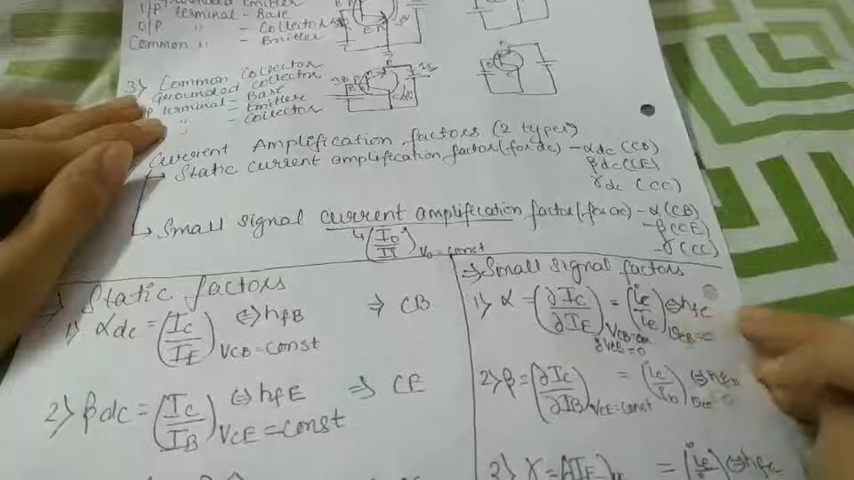 I/P terminal - Base
O/P " - Collector
Common " - Emitter
3) Common Collector
Grounded Collector
terminal - Base
" - Emitter
- Collector
Current Amplification factors (2 types)
→ Static current amplification factor (for dc) - αdc (CB)
βdc (CE)
γdc (CC)
→ Small signal current amplification factor (for ac) - α (CB)
- β (CE)
- γ (CC)
Static factors
1) αdc = (IC/IE) VCB = const ⇔ hfB ⇒ CB
2) βdc = (IC/IB) VCE = const ⇔ hfE ⇒ CE
⇒ Small signal factors
1) α = (∂IC/∂IE) = (ic/ie)
2) β = (∂IC/∂IB) VCE = const = (ic/ib)
3) γ